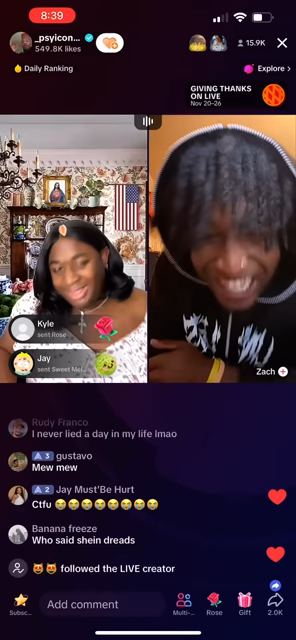 8:39
_psyicon...
549.8K likes
15.9K
Daily Ranking
Explore >
GIVING THANKS
ON LIVE
Nov 20-26
Kyle
sent Rose
Jay
sent Sweet Mel...
Zach
Rudy Franco
I never lied a day in my life lmao
3 gustavo
Mew mew
2 Jay Must'Be Hurt
Ctfu 😭😭😭😭😭😭😭😭
Banana freeze
Who said shein dreads
😈😈 followed the LIVE creator
Subsc...
Add comment
Multi-...
Rose
Gift
2.0K